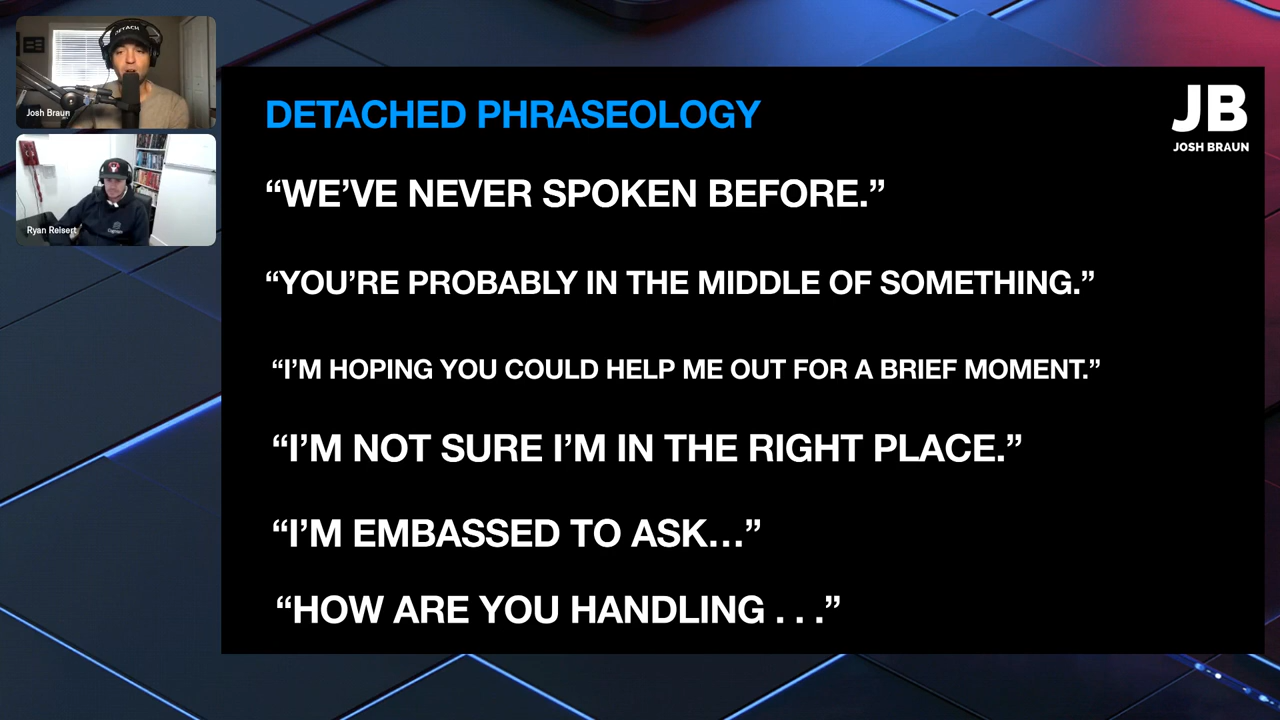 DETACH
Josh Braun
Ryan Reisert
DETACHED PHRASEOLOGY
JB
JOSH BRAUN
“WE’VE NEVER SPOKEN BEFORE.”
“YOU’RE PROBABLY IN THE MIDDLE OF SOMETHING.”
“I’M HOPING YOU COULD HELP ME OUT FOR A BRIEF MOMENT.”
“I’M NOT SURE I’M IN THE RIGHT PLACE.”
“I’M EMBASSED TO ASK...”
“HOW ARE YOU HANDLING . . .”